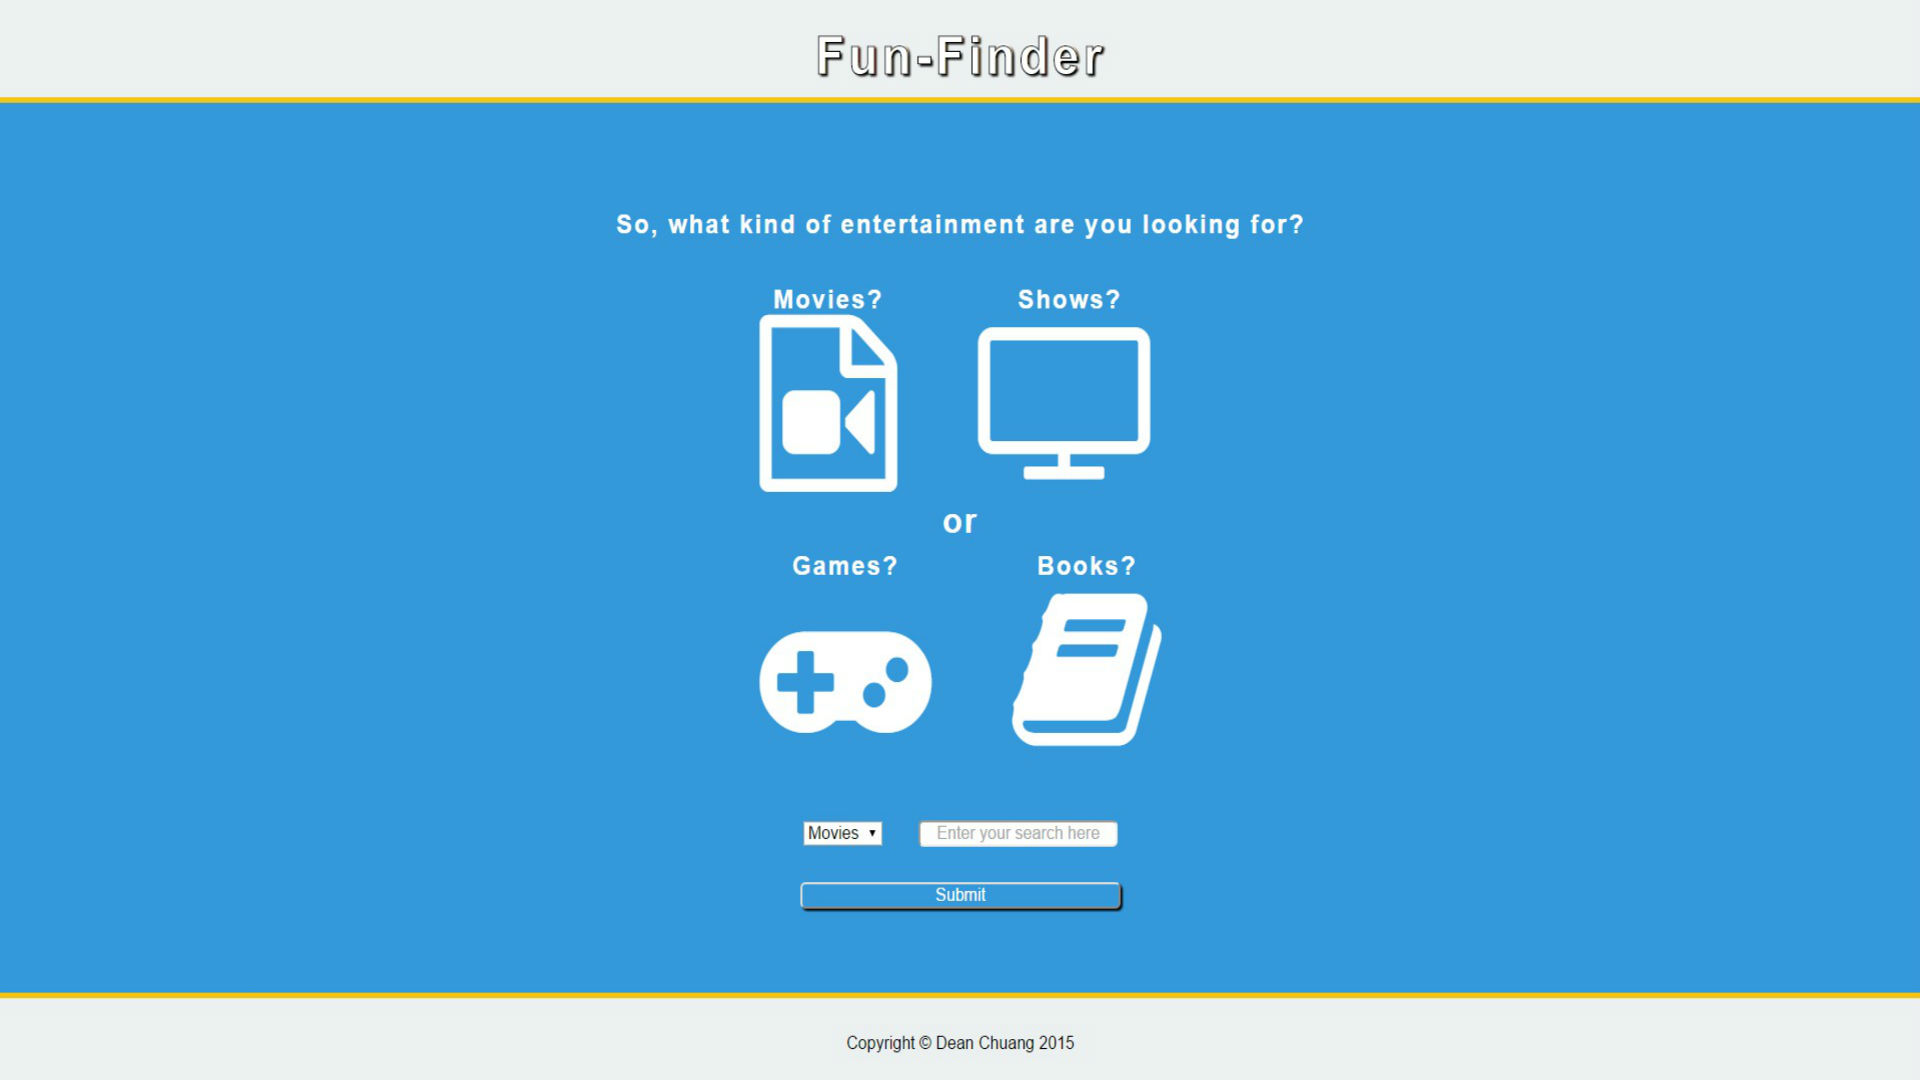 Fun-Finder
So, what kind of entertainment are you looking for?
Movies? Shows?
or
Games? Books?
Movies Enter your search here
Submit
Copyright © Dean Chuang 2015